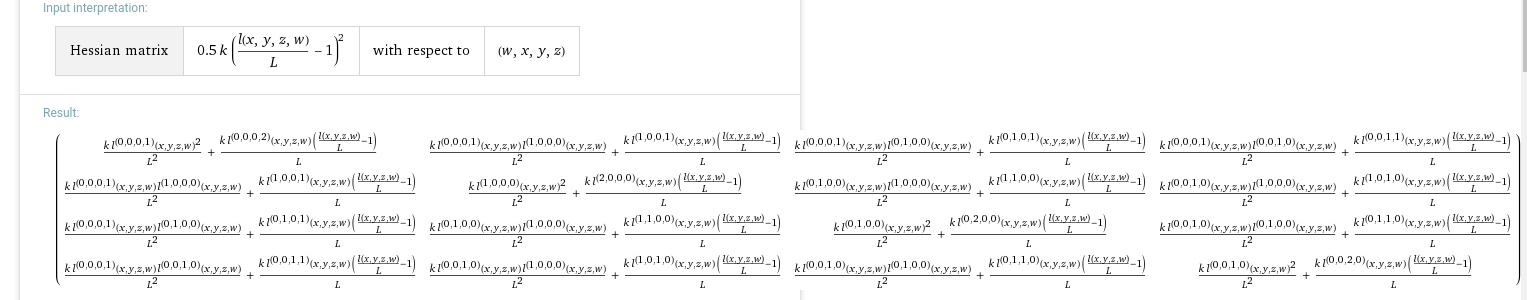 Input interpretation:
Hessian matrix 0.5 k (l(x, y, z, w)/L − 1)^2 with respect to (w, x, y, z)
Result:
k l^(0,0,0,1)(x,y,z,w)^2/L^2 + k l^(0,0,0,2)(x,y,z,w)(l(x,y,z,w)/L−1)/L k l^(0,0,0,1)(x,y,z,w)l^(1,0,0,0)(x,y,z,w)/L^2 + k l^(1,0,0,1)(x,y,z,w)(l(x,y,z,w)/L−1)/L k l^(0,0,0,1)(x,y,z,w)l^(0,1,0,0)(x,y,z,w)/L^2 + k l^(0,1,0,1)(x,y,z,w)(l(x,y,z,w)/L−1)/L k l^(0,0,0,1)(x,y,z,w)l^(0,0,1,0)(x,y,z,w)/L^2 + k l^(0,0,1,1)(x,y,z,w)(l(x,y,z,w)/L−1)/L
k l^(0,0,0,1)(x,y,z,w)l^(1,0,0,0)(x,y,z,w)/L^2 + k l^(1,0,0,1)(x,y,z,w)(l(x,y,z,w)/L−1)/L k l^(1,0,0,0)(x,y,z,w)^2/L^2 + k l^(2,0,0,0)(x,y,z,w)(l(x,y,z,w)/L−1)/L k l^(0,1,0,0)(x,y,z,w)l^(1,0,0,0)(x,y,z,w)/L^2 + k l^(1,1,0,0)(x,y,z,w)(l(x,y,z,w)/L−1)/L k l^(0,0,1,0)(x,y,z,w)l^(1,0,0,0)(x,y,z,w)/L^2 + k l^(1,0,1,0)(x,y,z,w)(l(x,y,z,w)/L−1)/L
k l^(0,0,0,1)(x,y,z,w)l^(0,1,0,0)(x,y,z,w)/L^2 + k l^(0,1,0,1)(x,y,z,w)(l(x,y,z,w)/L−1)/L k l^(0,1,0,0)(x,y,z,w)l^(1,0,0,0)(x,y,z,w)/L^2 + k l^(1,1,0,0)(x,y,z,w)(l(x,y,z,w)/L−1)/L k l^(0,1,0,0)(x,y,z,w)^2/L^2 + k l^(0,2,0,0)(x,y,z,w)(l(x,y,z,w)/L−1)/L k l^(0,0,1,0)(x,y,z,w)l^(0,1,0,0)(x,y,z,w)/L^2 + k l^(0,1,1,0)(x,y,z,w)(l(x,y,z,w)/L−1)/L
k l^(0,0,0,1)(x,y,z,w)l^(0,0,1,0)(x,y,z,w)/L^2 + k l^(0,0,1,1)(x,y,z,w)(l(x,y,z,w)/L−1)/L k l^(0,0,1,0)(x,y,z,w)l^(1,0,0,0)(x,y,z,w)/L^2 + k l^(1,0,1,0)(x,y,z,w)(l(x,y,z,w)/L−1)/L k l^(0,0,1,0)(x,y,z,w)l^(0,1,0,0)(x,y,z,w)/L^2 + k l^(0,1,1,0)(x,y,z,w)(l(x,y,z,w)/L−1)/L k l^(0,0,1,0)(x,y,z,w)^2/L^2 + k l^(0,0,2,0)(x,y,z,w)(l(x,y,z,w)/L−1)/L